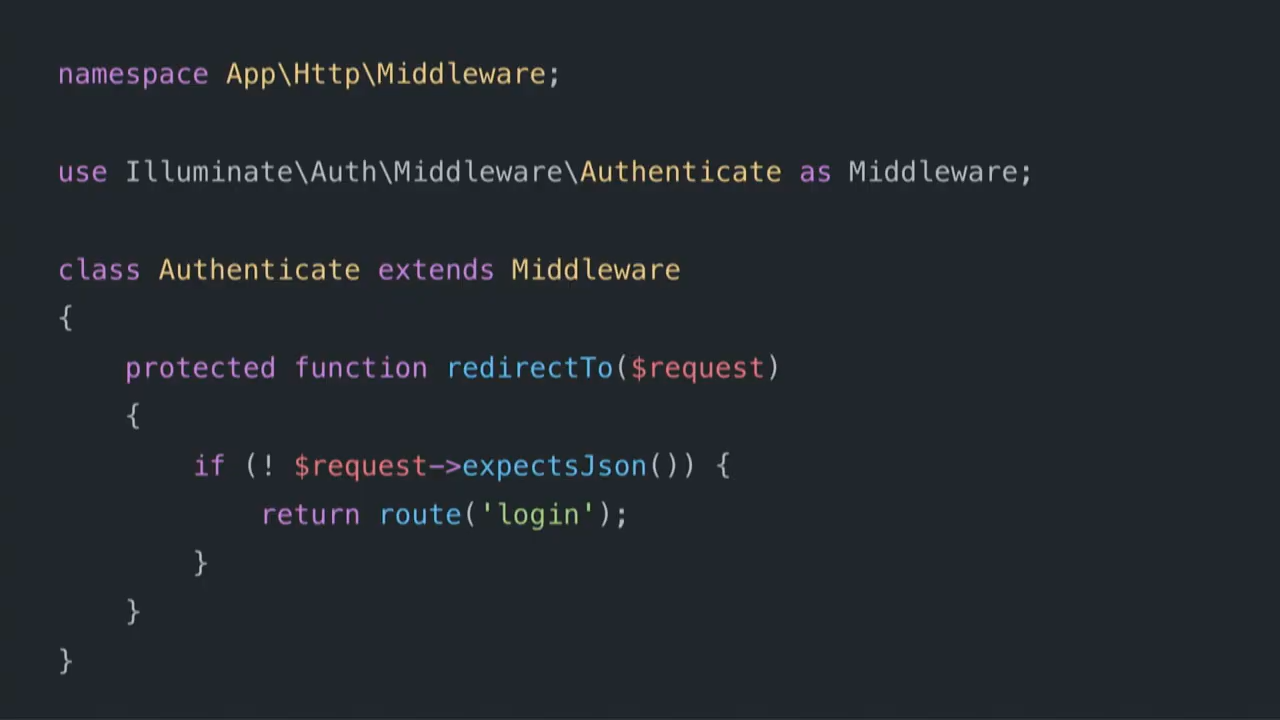 namespace App\Http\Middleware;
use Illuminate\Auth\Middleware\Authenticate as Middleware;
class Authenticate extends Middleware
{
    protected function redirectTo($request)
    {
        if (! $request->expectsJson()) {
            return route('login');
        }
    }
}